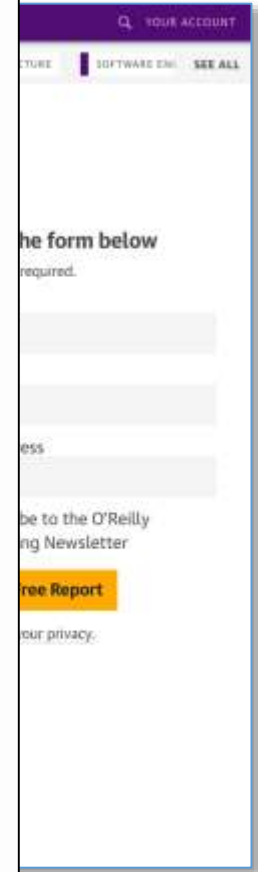 YOUR ACCOUNT
CTURE SOFTWARE ENG SEE ALL
he form below
required.
ess
be to the O'Reilly
ng Newsletter
ree Report
our privacy.